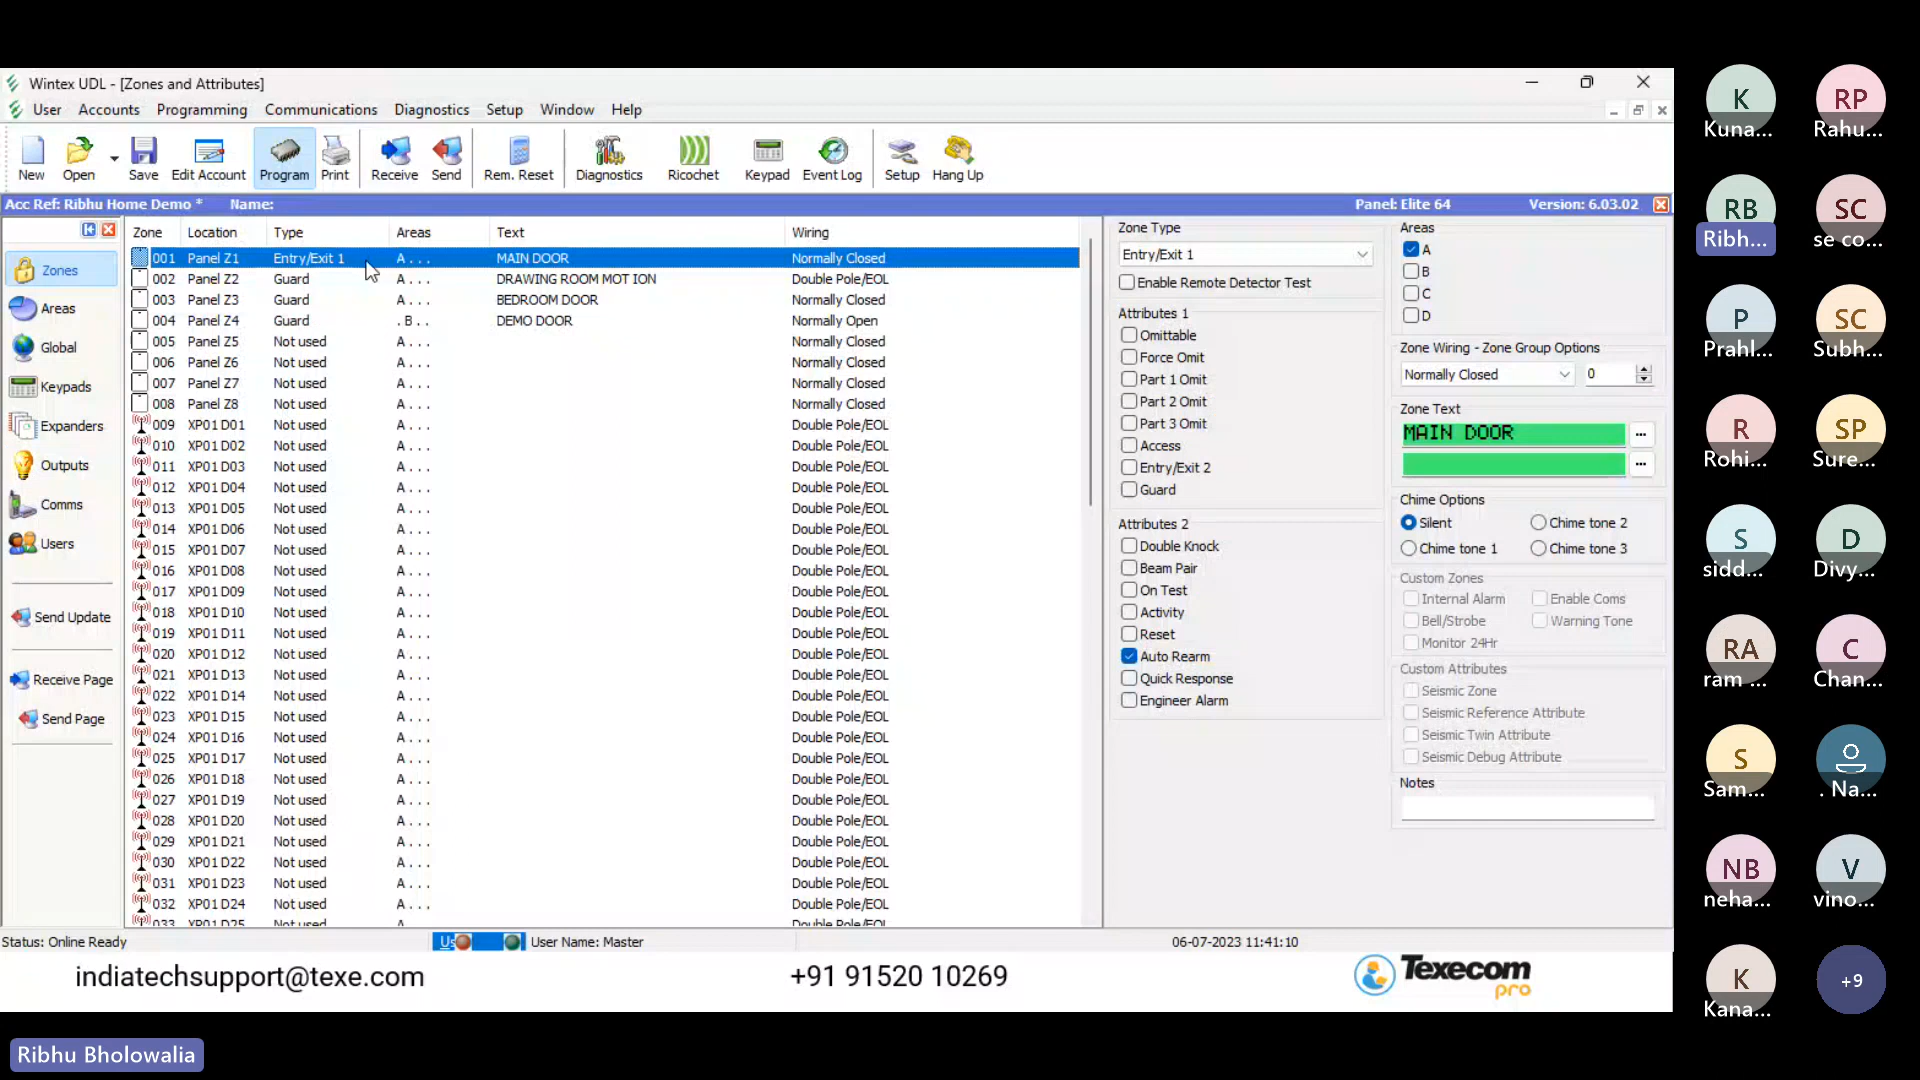 Wintex UDL - [Zones and Attributes]
User Accounts Programming Communications Diagnostics Setup Window Help
New Open Save Edit Account Program Print Receive Send Rem. Reset Diagnostics Ricochet Keypad Event Log Setup Hang Up
Acc Ref: Ribhu Home Demo * Name: Panel: Elite 64 Version: 6.03.02
Zones
Areas
Global
Keypads
Expanders
Outputs
Comms
Users
Send Update
Receive Page
Send Page
Zone Location Type Areas Text Wiring
001 Panel Z1 Entry/Exit 1 A . . . MAIN DOOR Normally Closed
002 Panel Z2 Guard A . . . DRAWING ROOM MOT ION Double Pole/EOL
003 Panel Z3 Guard A . . . BEDROOM DOOR Normally Closed
004 Panel Z4 Guard . B . . DEMO DOOR Normally Open
005 Panel Z5 Not used A . . . Normally Closed
006 Panel Z6 Not used A . . . Normally Closed
007 Panel Z7 Not used A . . . Normally Closed
008 Panel Z8 Not used A . . . Normally Closed
009 XP01 D01 Not used A . . . Double Pole/EOL
010 XP01 D02 Not used A . . . Double Pole/EOL
011 XP01 D03 Not used A . . . Double Pole/EOL
012 XP01 D04 Not used A . . . Double Pole/EOL
013 XP01 D05 Not used A . . . Double Pole/EOL
014 XP01 D06 Not used A . . . Double Pole/EOL
015 XP01 D07 Not used A . . . Double Pole/EOL
016 XP01 D08 Not used A . . . Double Pole/EOL
017 XP01 D09 Not used A . . . Double Pole/EOL
018 XP01 D10 Not used A . . . Double Pole/EOL
019 XP01 D11 Not used A . . . Double Pole/EOL
020 XP01 D12 Not used A . . . Double Pole/EOL
021 XP01 D13 Not used A . . . Double Pole/EOL
022 XP01 D14 Not used A . . . Double Pole/EOL
023 XP01 D15 Not used A . . . Double Pole/EOL
024 XP01 D16 Not used A . . . Double Pole/EOL
025 XP01 D17 Not used A . . . Double Pole/EOL
026 XP01 D18 Not used A . . . Double Pole/EOL
027 XP01 D19 Not used A . . . Double Pole/EOL
028 XP01 D20 Not used A . . . Double Pole/EOL
029 XP01 D21 Not used A . . . Double Pole/EOL
030 XP01 D22 Not used A . . . Double Pole/EOL
031 XP01 D23 Not used A . . . Double Pole/EOL
032 XP01 D24 Not used A . . . Double Pole/EOL
033 XP01 D25 Not used A . . . Double Pole/EOL
Zone Type
Entry/Exit 1
Enable Remote Detector Test
Attributes 1
Omittable
Force Omit
Part 1 Omit
Part 2 Omit
Part 3 Omit
Access
Entry/Exit 2
Guard
Attributes 2
Double Knock
Beam Pair
On Test
Activity
Reset
Auto Rearm
Quick Response
Engineer Alarm
Areas
A
B
C
D
Zone Wiring - Zone Group Options
Normally Closed 0
Zone Text
MAIN DOOR ...
...
Chime Options
Silent Chime tone 2
Chime tone 1 Chime tone 3
Custom Zones
Internal Alarm Enable Coms
Bell/Strobe Warning Tone
Monitor 24Hr
Custom Attributes
Seismic Zone
Seismic Reference Attribute
Seismic Twin Attribute
Seismic Debug Attribute
Notes
Status: Online Ready Us User Name: Master 06-07-2023 11:41:10
indiatechsupport@texe.com +91 91520 10269 Texecom
pro
Ribhu Bholowalia
K RP
Kuna... Rahu...
RB SC
Ribh... se co...
P SC
Prahl... Subh...
R SP
Rohi... Sure...
S D
sidd... Divy...
RA C
ram ... Chan...
S
Sam... . Na...
NB V
neha... vino...
K +9
Kana...